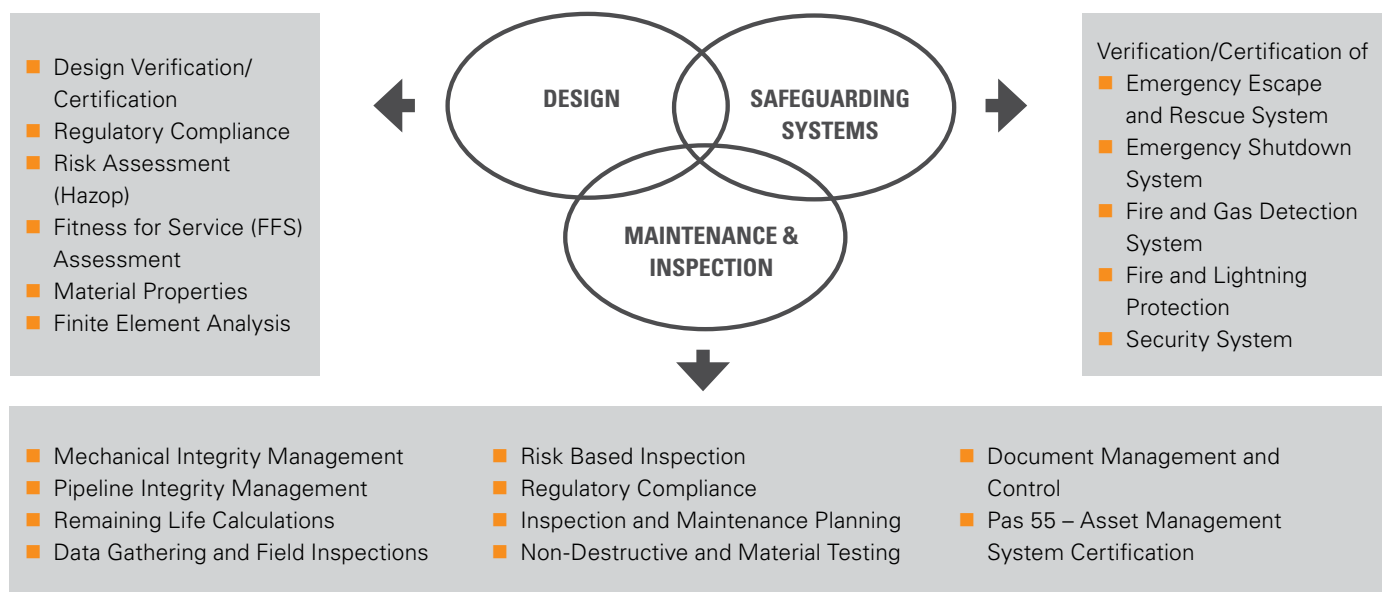 Design Verification/
Certification
Regulatory Compliance
Risk Assessment
(Hazop)
Fitness for Service (FFS)
Assessment
Material Properties
Finite Element Analysis
DESIGN
SAFEGUARDING
SYSTEMS
MAINTENANCE &
INSPECTION
Verification/Certification of
Emergency Escape
and Rescue System
Emergency Shutdown
System
Fire and Gas Detection
System
Fire and Lightning
Protection
Security System
Mechanical Integrity Management
Pipeline Integrity Management
Remaining Life Calculations
Data Gathering and Field Inspections
Risk Based Inspection
Regulatory Compliance
Inspection and Maintenance Planning
Non-Destructive and Material Testing
Document Management and
Control
Pas 55 – Asset Management
System Certification